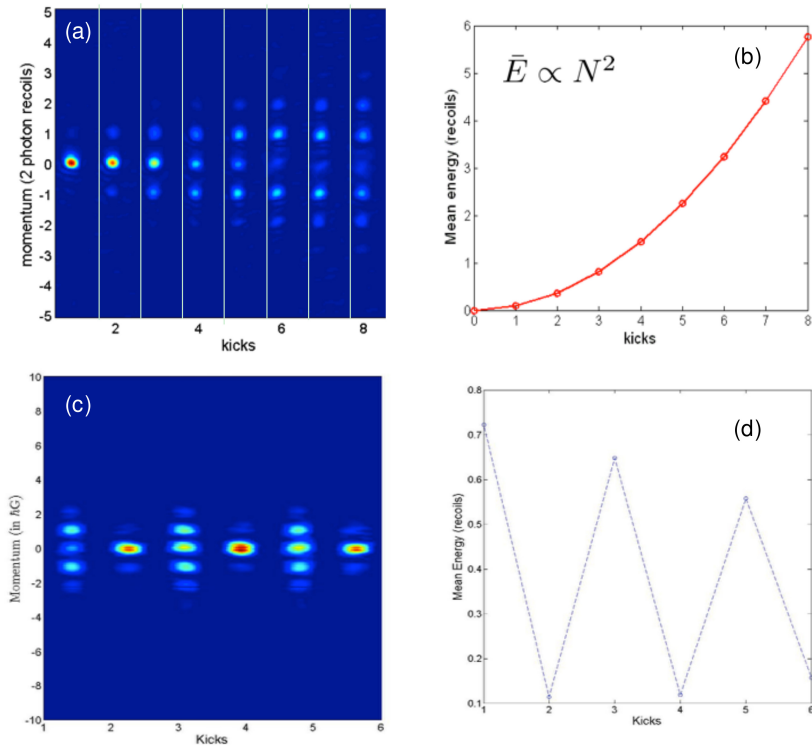 (a)
5
4
3
2
1
0
-1
-2
-3
-4
-5
momentum (2 photon recoils)
2 4 6 8
kicks
(b)
Ē ∝ N²
6
5
4
3
2
1
0
Mean energy (recoils)
0 1 2 3 4 5 6 7 8
kicks
(c)
10
8
6
4
2
0
-2
-4
-6
-8
-10
Momentum (in ℏG)
1 2 3 4 5 6
Kicks
(d)
0.8
0.7
0.6
0.5
0.4
0.3
0.2
0.1
Mean Energy (recoils)
1 2 3 4 5 6
Kicks